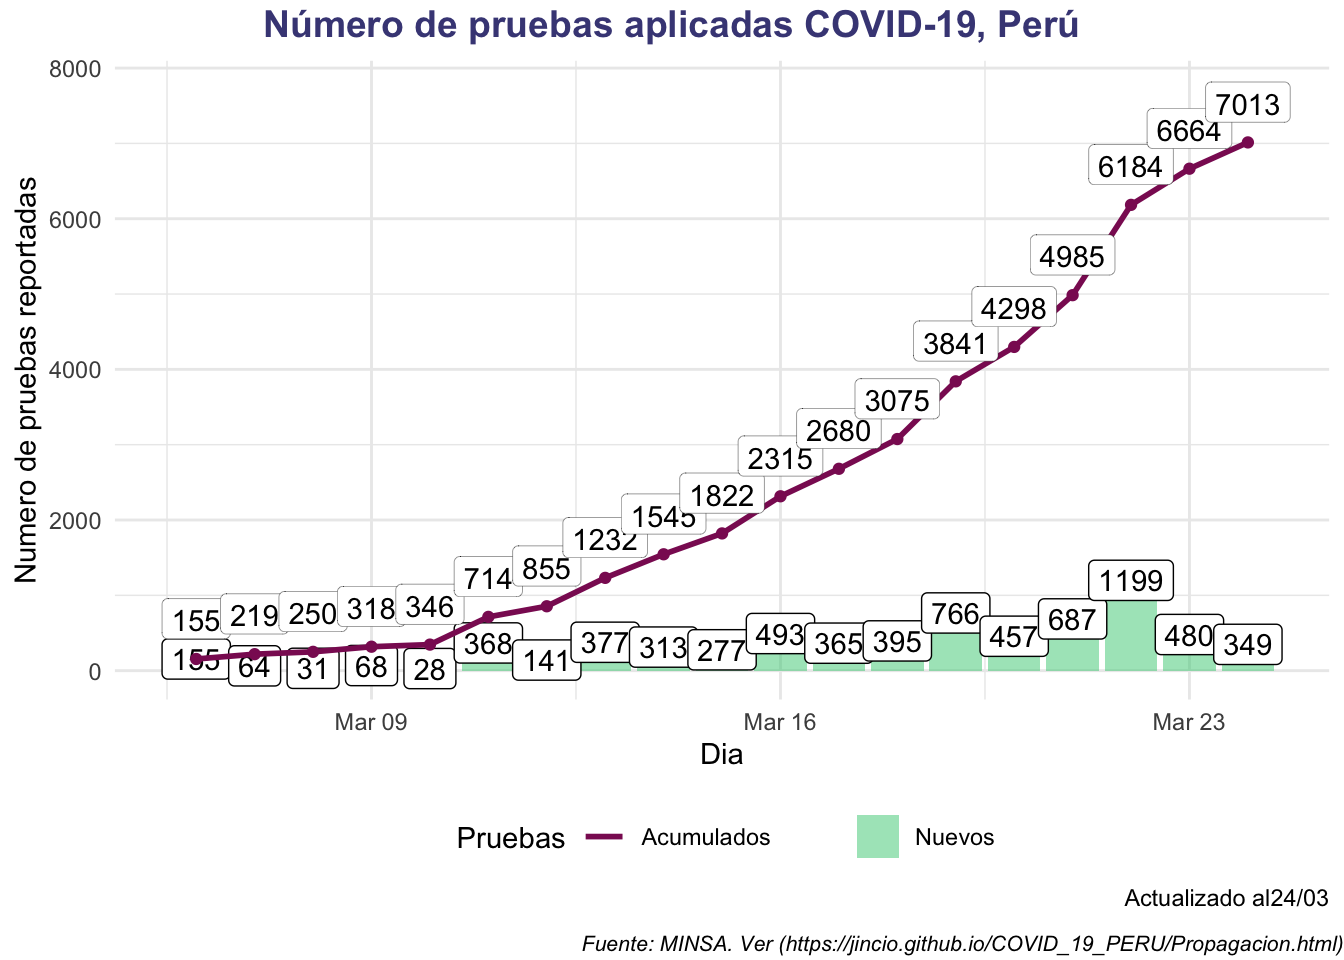 Número de pruebas aplicadas COVID-19, Perú
Numero de pruebas reportadas
8000
6000
4000
2000
0
155 219 250 318 346 714 855 1232 1545 1822 2315 2680 3075 3841 4298 4985 6184 6664 7013
155 64 31 68 28 368 141 377 313 277 493 365 395 766 457 687 1199 480 349
Mar 09 Mar 16 Mar 23
Dia
Pruebas Acumulados Nuevos
Actualizado al24/03
Fuente: MINSA. Ver (https://jincio.github.io/COVID_19_PERU/Propagacion.html)